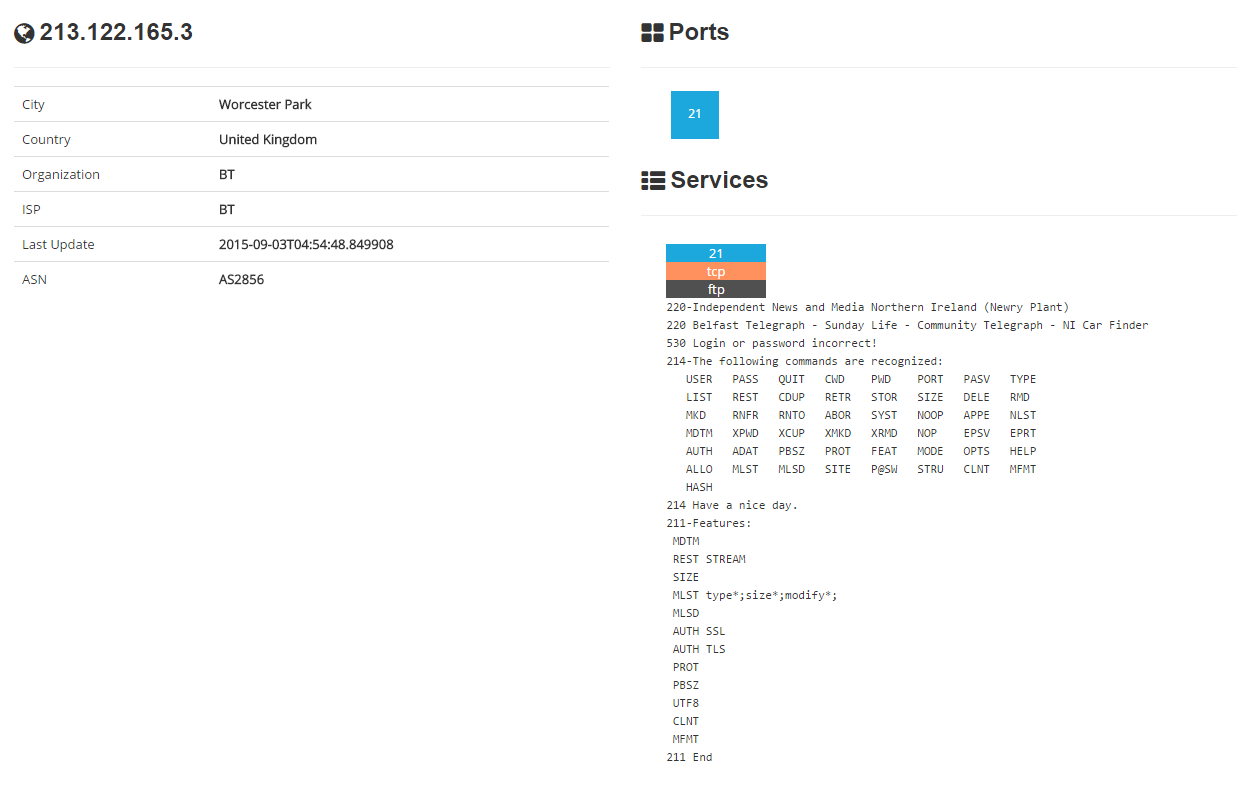 213.122.165.3
City Worcester Park
Country United Kingdom
Organization BT
ISP BT
Last Update 2015-09-03T04:54:48.849908
ASN AS2856
Ports
21
Services
21
tcp
ftp
220-Independent News and Media Northern Ireland (Newry Plant)
220 Belfast Telegraph - Sunday Life - Community Telegraph - NI Car Finder
530 Login or password incorrect!
214-The following commands are recognized:
USER PASS QUIT CWD PWD PORT PASV TYPE
LIST REST CDUP RETR STOR SIZE DELE RMD
MKD RNFR RNTO ABOR SYST NOOP APPE NLST
MDTM XPWD XCUP XMKD XRMD NOP EPSV EPRT
AUTH ADAT PBSZ PROT FEAT MODE OPTS HELP
ALLO MLST MLSD SITE P@SW STRU CLNT MFMT
HASH
214 Have a nice day.
211-Features:
MDTM
REST STREAM
SIZE
MLST type*;size*;modify*;
MLSD
AUTH SSL
AUTH TLS
PROT
PBSZ
UTF8
CLNT
MFMT
211 End